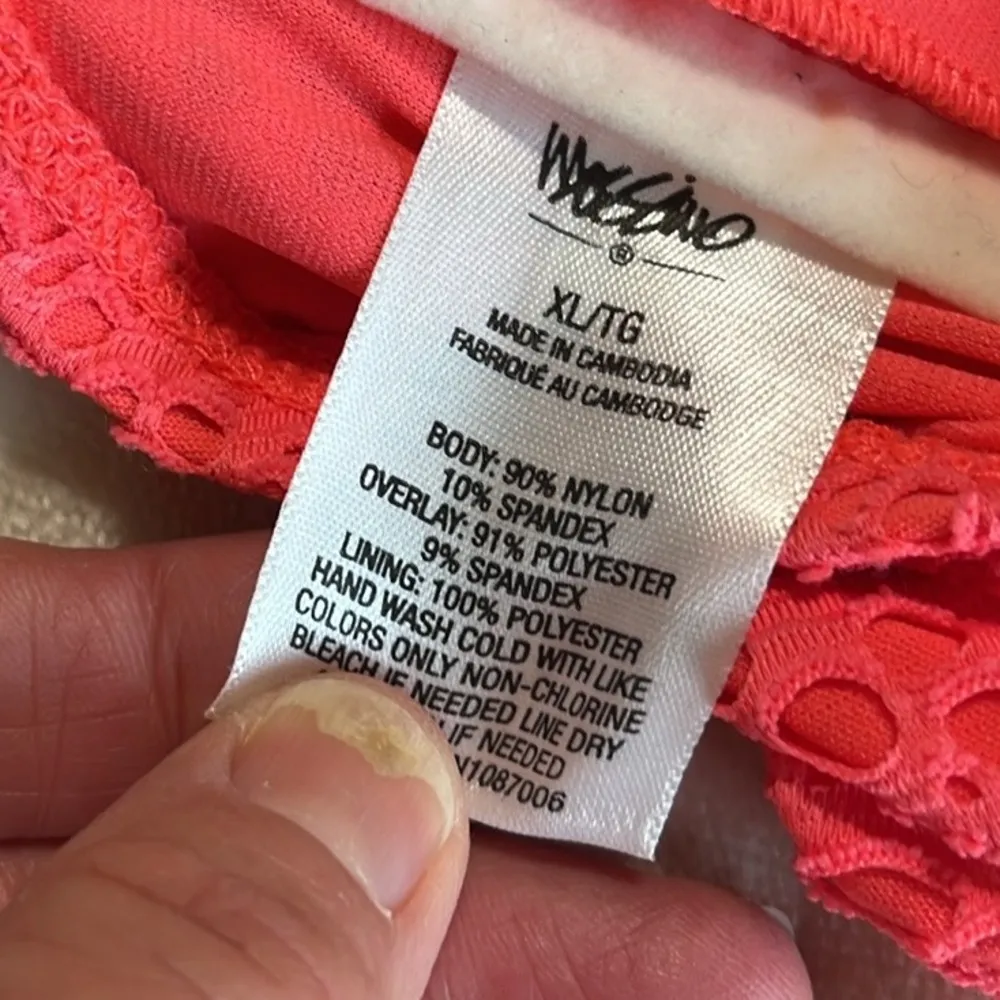 MOSSIMO
®
XL/TG
MADE IN CAMBODIA
FABRIQUÉ AU CAMBODGE
BODY: 90% NYLON
10% SPANDEX
OVERLAY: 91% POLYESTER
9% SPANDEX
LINING: 100% POLYESTER
HAND WASH COLD WITH LIKE
COLORS ONLY NON-CHLORINE
BLEACH IF NEEDED LINE DRY
IF NEEDED
N1087006